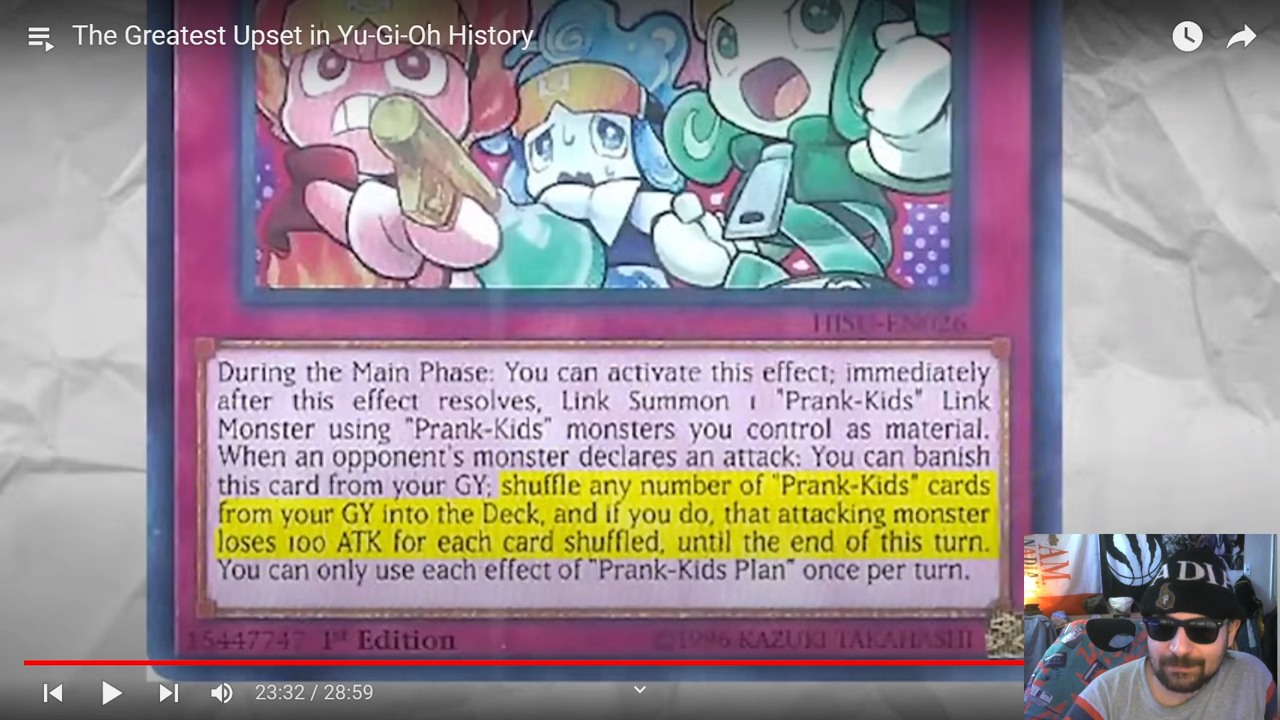 The Greatest Upset in Yu-Gi-Oh History
HISU-EN026
During the Main Phase: You can activate this effect; immediately
after this effect resolves, Link Summon 1 "Prank-Kids" Link
Monster using "Prank-Kids" monsters you control as material.
When an opponent's monster declares an attack: You can banish
this card from your GY; shuffle any number of "Prank-Kids" cards
from your GY into the Deck, and if you do, that attacking monster
loses 100 ATK for each card shuffled, until the end of this turn.
You can only use each effect of "Prank-Kids Plan" once per turn.
15447747 1st Edition ©1996 KAZUKI TAKAHASHI
23:32 / 28:59